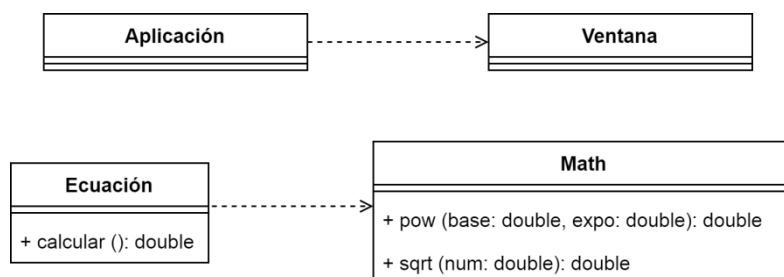 Aplicación
Ventana
Ecuación
+ calcular (): double
Math
+ pow (base: double, expo: double): double
+ sqrt (num: double): double